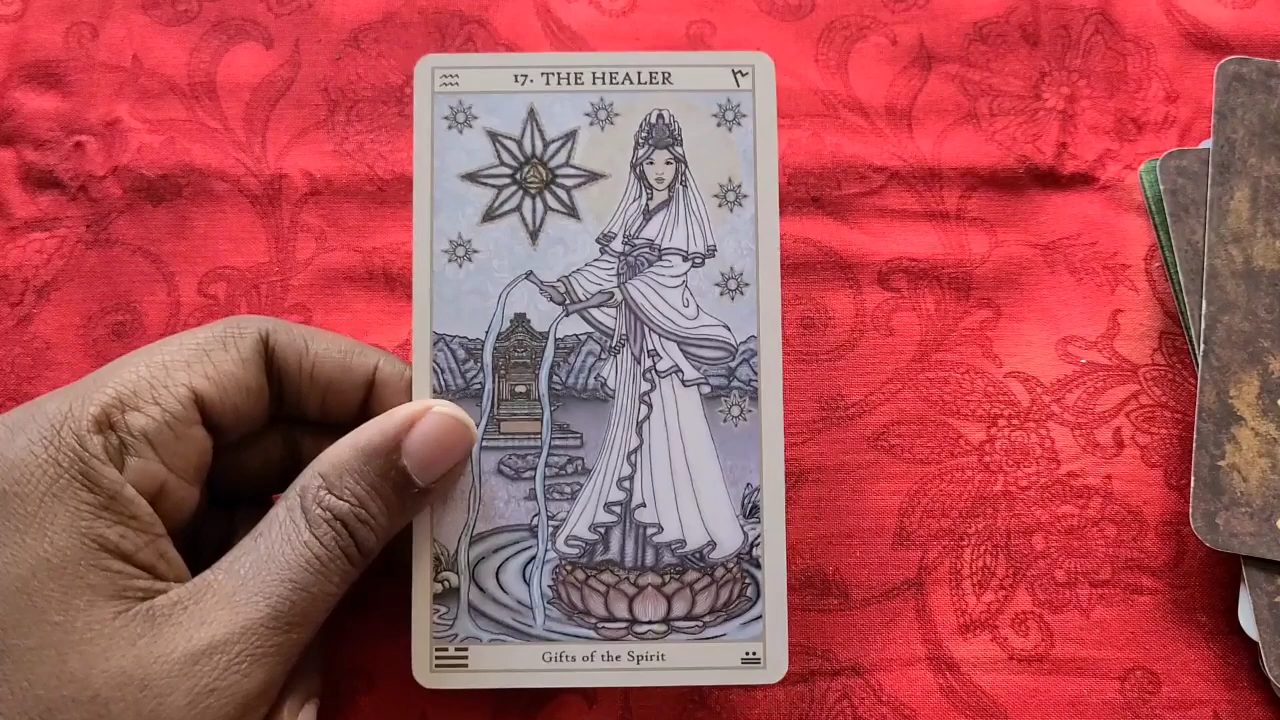 17. THE HEALER
Gifts of the Spirit